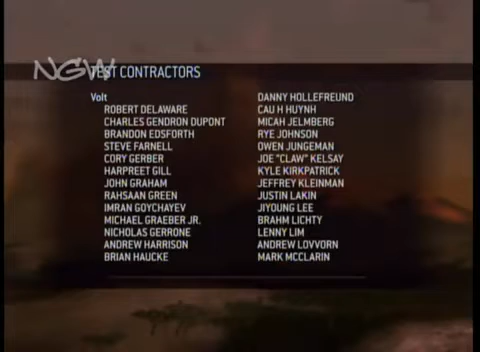 NGW
TEST CONTRACTORS
Volt
ROBERT DELAWARE
CHARLES GENDRON DUPONT
BRANDON EDSFORTH
STEVE FARNELL
CORY GERBER
HARPREET GILL
JOHN GRAHAM
RAHSAAN GREEN
IMRAN GOYCHAYEV
MICHAEL GRAEBER JR.
NICHOLAS GERRONE
ANDREW HARRISON
BRIAN HAUCKE
DANNY HOLLEFREUND
CAU H HUYNH
MICAH JELMBERG
RYE JOHNSON
OWEN JUNGEMAN
JOE "CLAW" KELSAY
KYLE KIRKPATRICK
JEFFREY KLEINMAN
JUSTIN LAKIN
JIYOUNG LEE
BRAHM LICHTY
LENNY LIM
ANDREW LOVVORN
MARK MCCLARIN